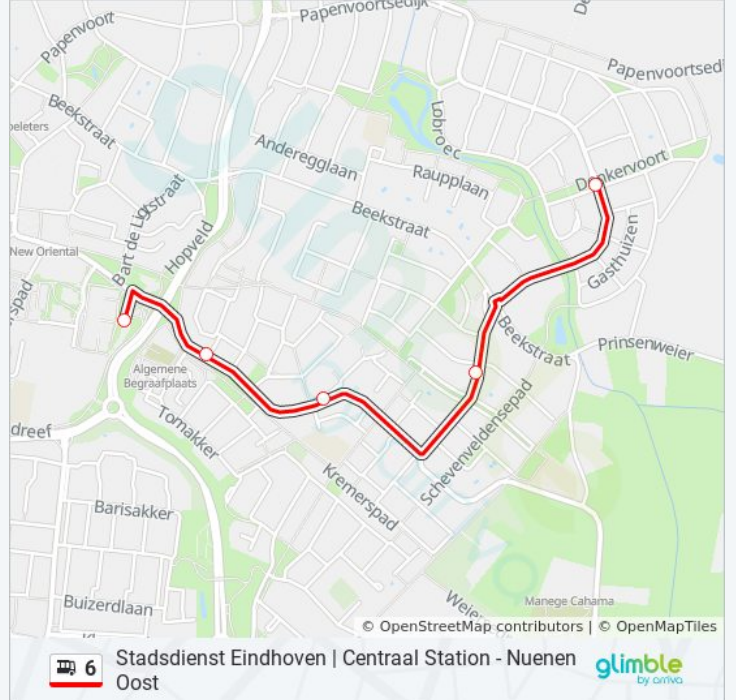 Papenvoortsedijk
Papenvoort
Papenvoortsedi
Beekstraat
Lobroec
Anderegglaan
Raupplaan
Donkervoort
Beekstraat
Hopveld
New Oriental
Gasthuizen
Beekstraat
Prinsenweier
Algemene
Begraafplaats
Schevenveldensepad
Tomakker
dreef
Kremerspad
Barisakker
Buizerdlaan
Manege Cahama
© OpenStreetMap contributors | © OpenMapTiles
6 Stadsdienst Eindhoven | Centraal Station - Nuenen
Oost
glimble
by arriva